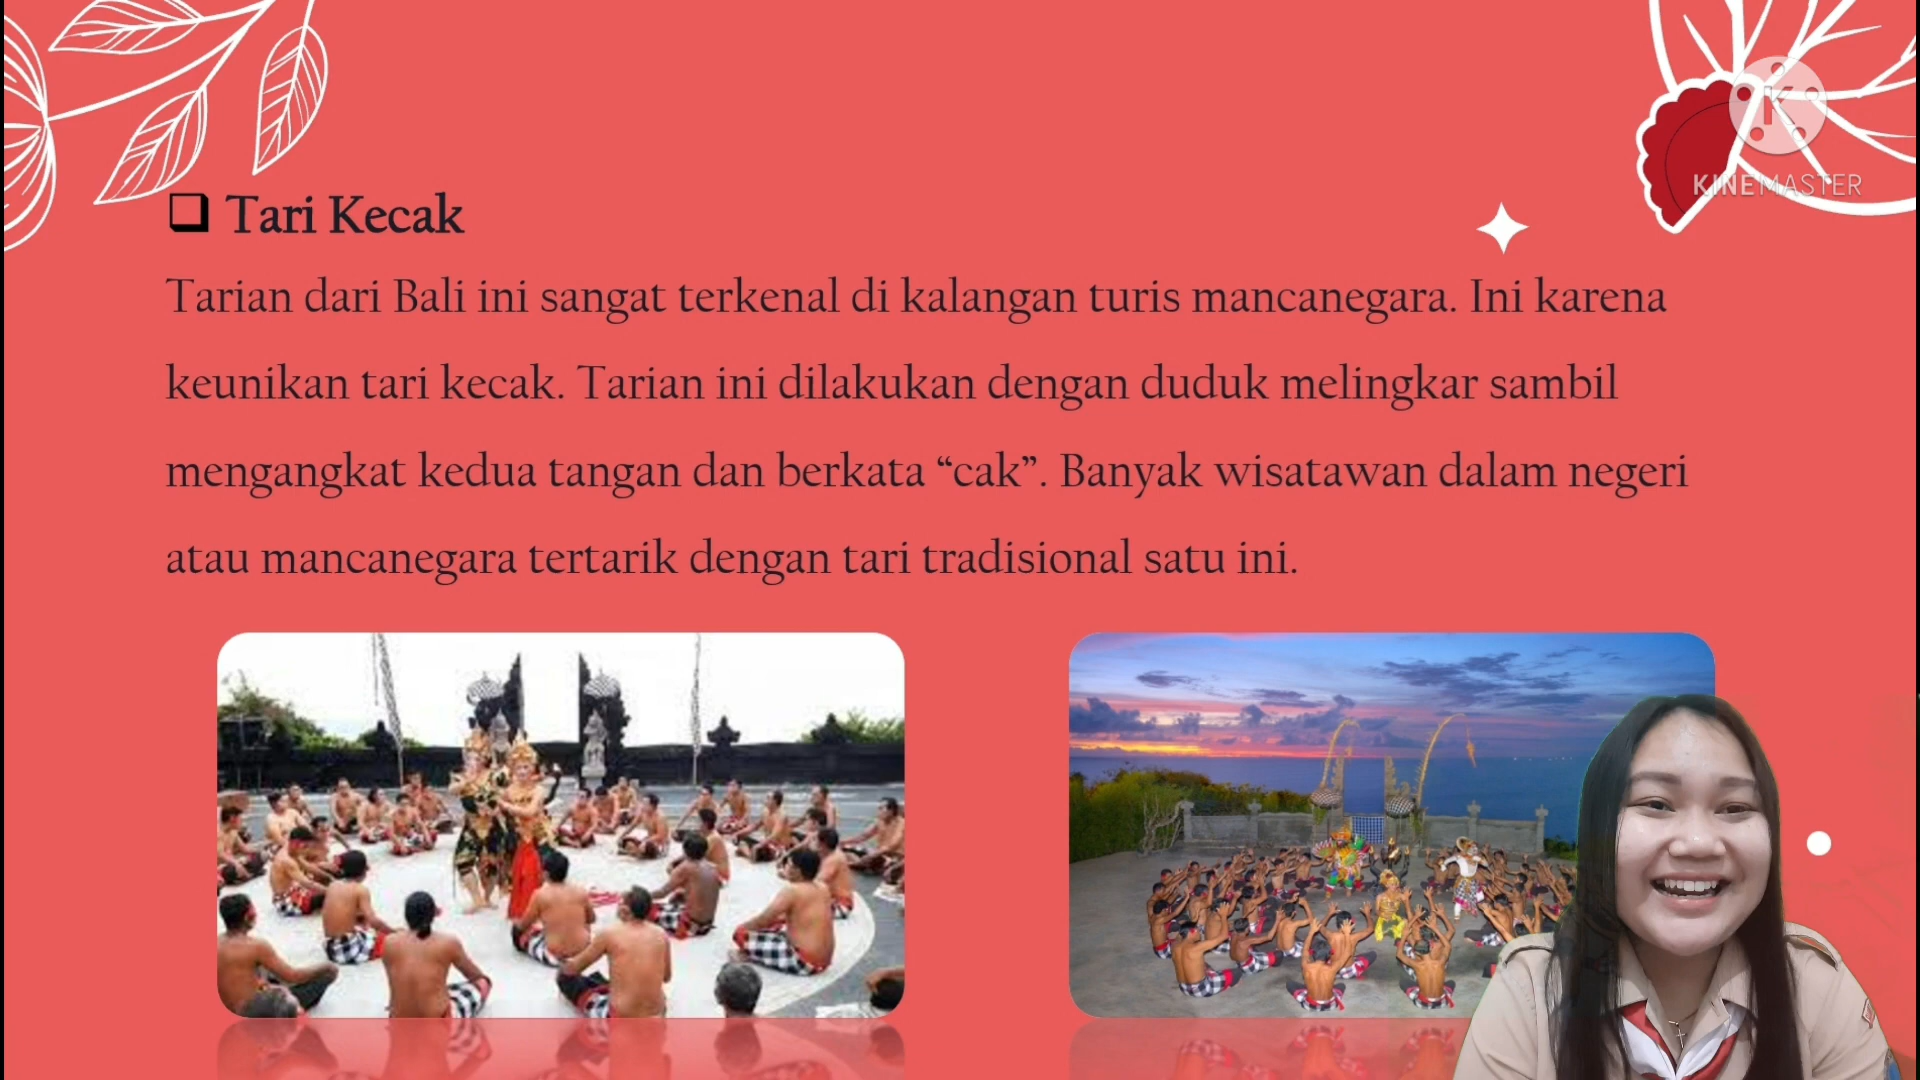 KINEMASTER
Tari Kecak
Tarian dari Bali ini sangat terkenal di kalangan turis mancanegara. Ini karena
keunikan tari kecak. Tarian ini dilakukan dengan duduk melingkar sambil
mengangkat kedua tangan dan berkata “cak”. Banyak wisatawan dalam negeri
atau mancanegara tertarik dengan tari tradisional satu ini.